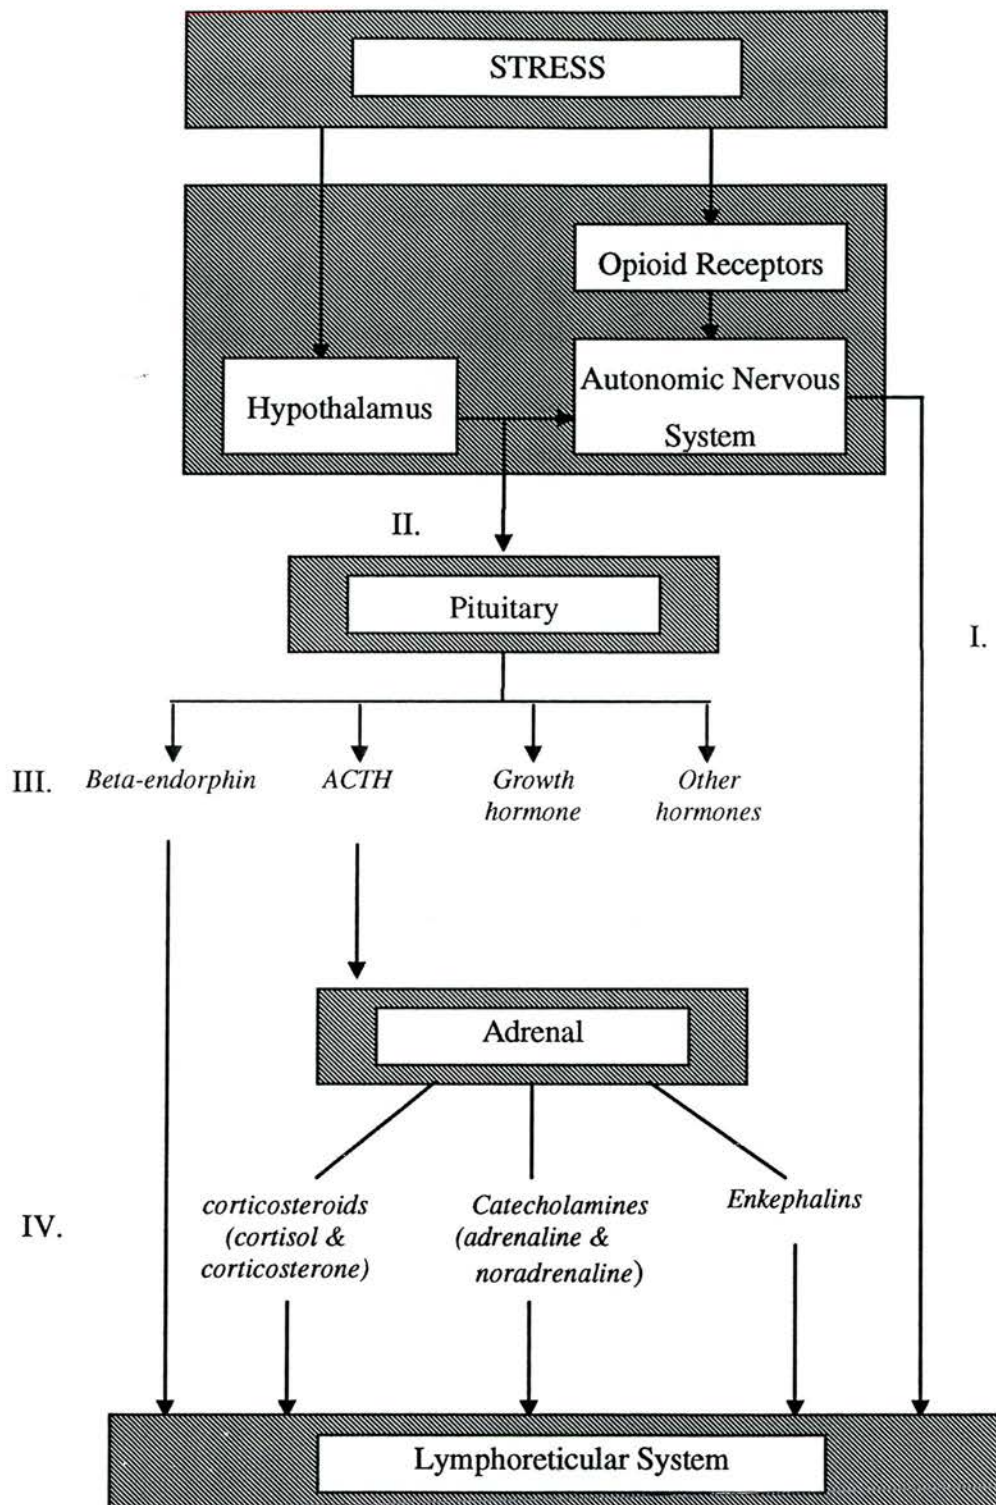 STRESS
Opioid Receptors
Hypothalamus
Autonomic Nervous
System
II.
Pituitary
I.
III.
Beta-endorphin
ACTH
Growth
hormone
Other
hormones
Adrenal
IV.
corticosteroids
(cortisol &
corticosterone)
Catecholamines
(adrenaline &
noradrenaline)
Enkephalins
Lymphoreticular System